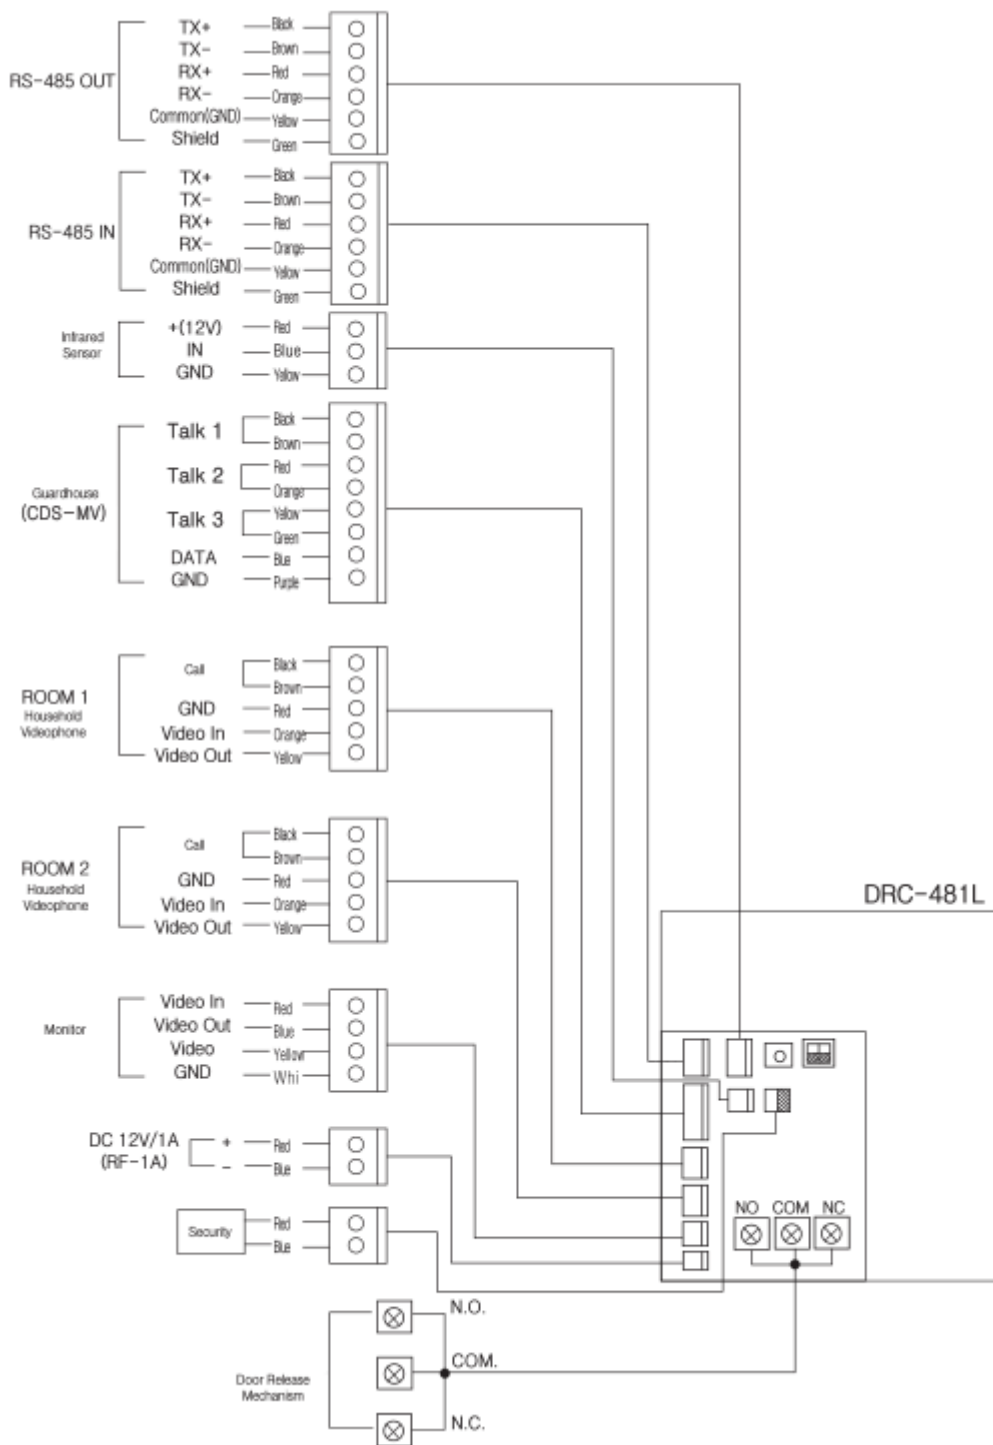 RS-485 OUT
TX+ Black
TX- Brown
RX+ Red
RX- Orange
Common(GND) Yellow
Shield Green
RS-485 IN
TX+ Black
TX- Brown
RX+ Red
RX- Orange
Common(GND) Yellow
Shield Green
Infrared
Sensor
+(12V) Red
IN Blue
GND Yellow
Guardhouse
(CDS-MV)
Talk 1 Black
Brown
Talk 2 Red
Orange
Talk 3 Yellow
Green
DATA Blue
GND Purple
ROOM 1
Household
Videophone
Call Black
Brown
GND Red
Video In Orange
Video Out Yellow
ROOM 2
Household
Videophone
Call Black
Brown
GND Red
Video In Orange
Video Out Yellow
DRC-481L
Monitor
Video In Red
Video Out Blue
Video Yellow
GND Whi
DC 12V/1A
(RF-1A)
+ Red
- Blue
Security
Red
Blue
NO COM NC
Door Release
Mechanism
N.O.
COM.
N.C.